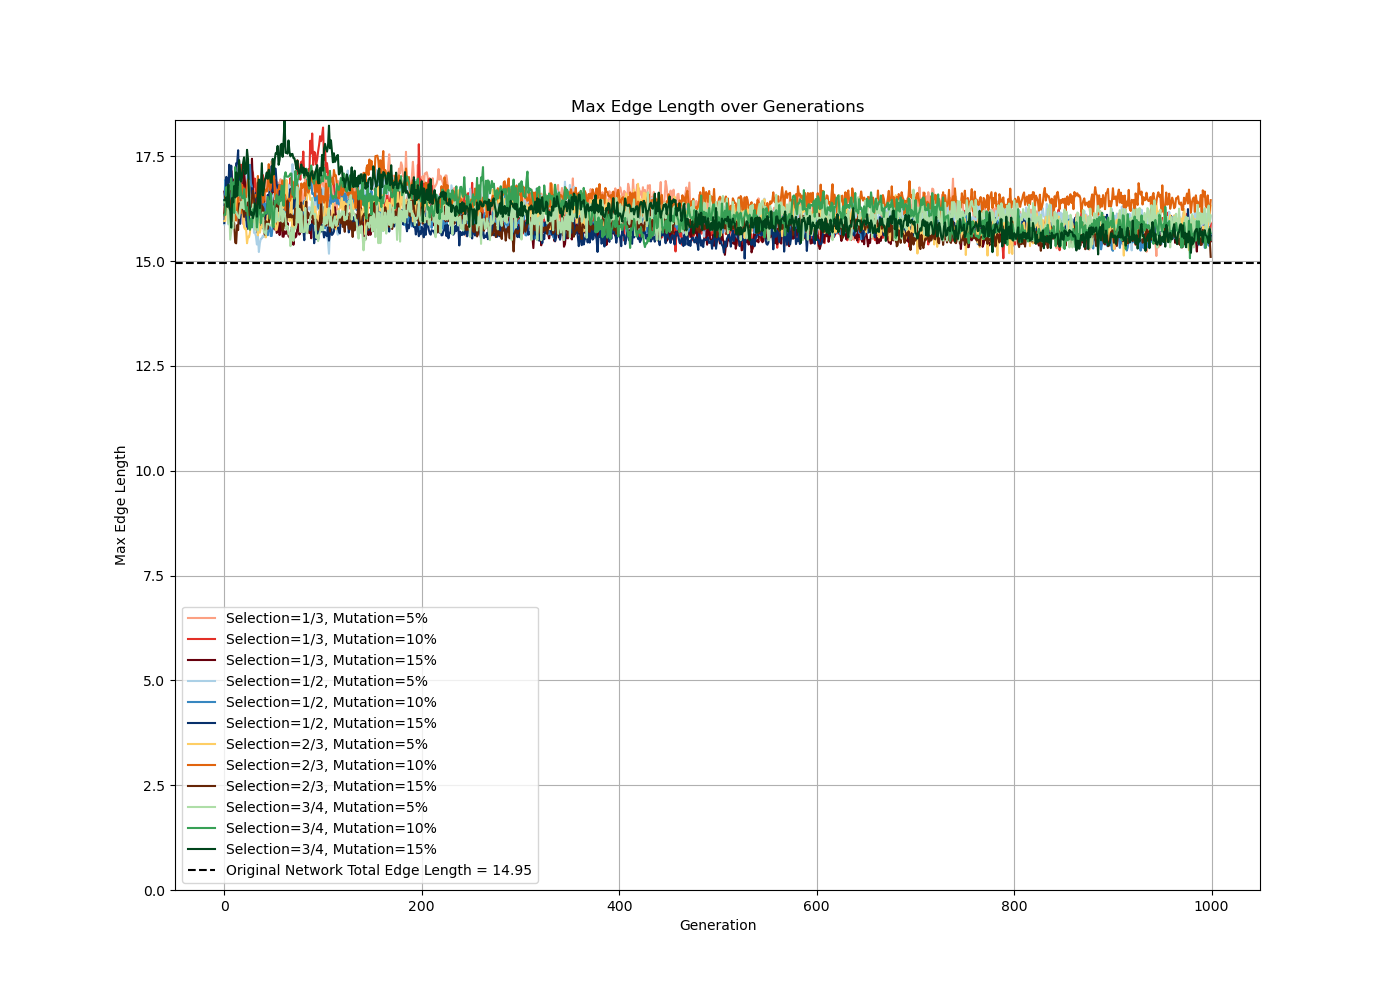 Max Edge Length over Generations
17.5
15.0
12.5
10.0
7.5
5.0
2.5
0.0
Max Edge Length
Selection=1/3, Mutation=5%
Selection=1/3, Mutation=10%
Selection=1/3, Mutation=15%
Selection=1/2, Mutation=5%
Selection=1/2, Mutation=10%
Selection=1/2, Mutation=15%
Selection=2/3, Mutation=5%
Selection=2/3, Mutation=10%
Selection=2/3, Mutation=15%
Selection=3/4, Mutation=5%
Selection=3/4, Mutation=10%
Selection=3/4, Mutation=15%
Original Network Total Edge Length = 14.95
0 200 400 600 800 1000
Generation